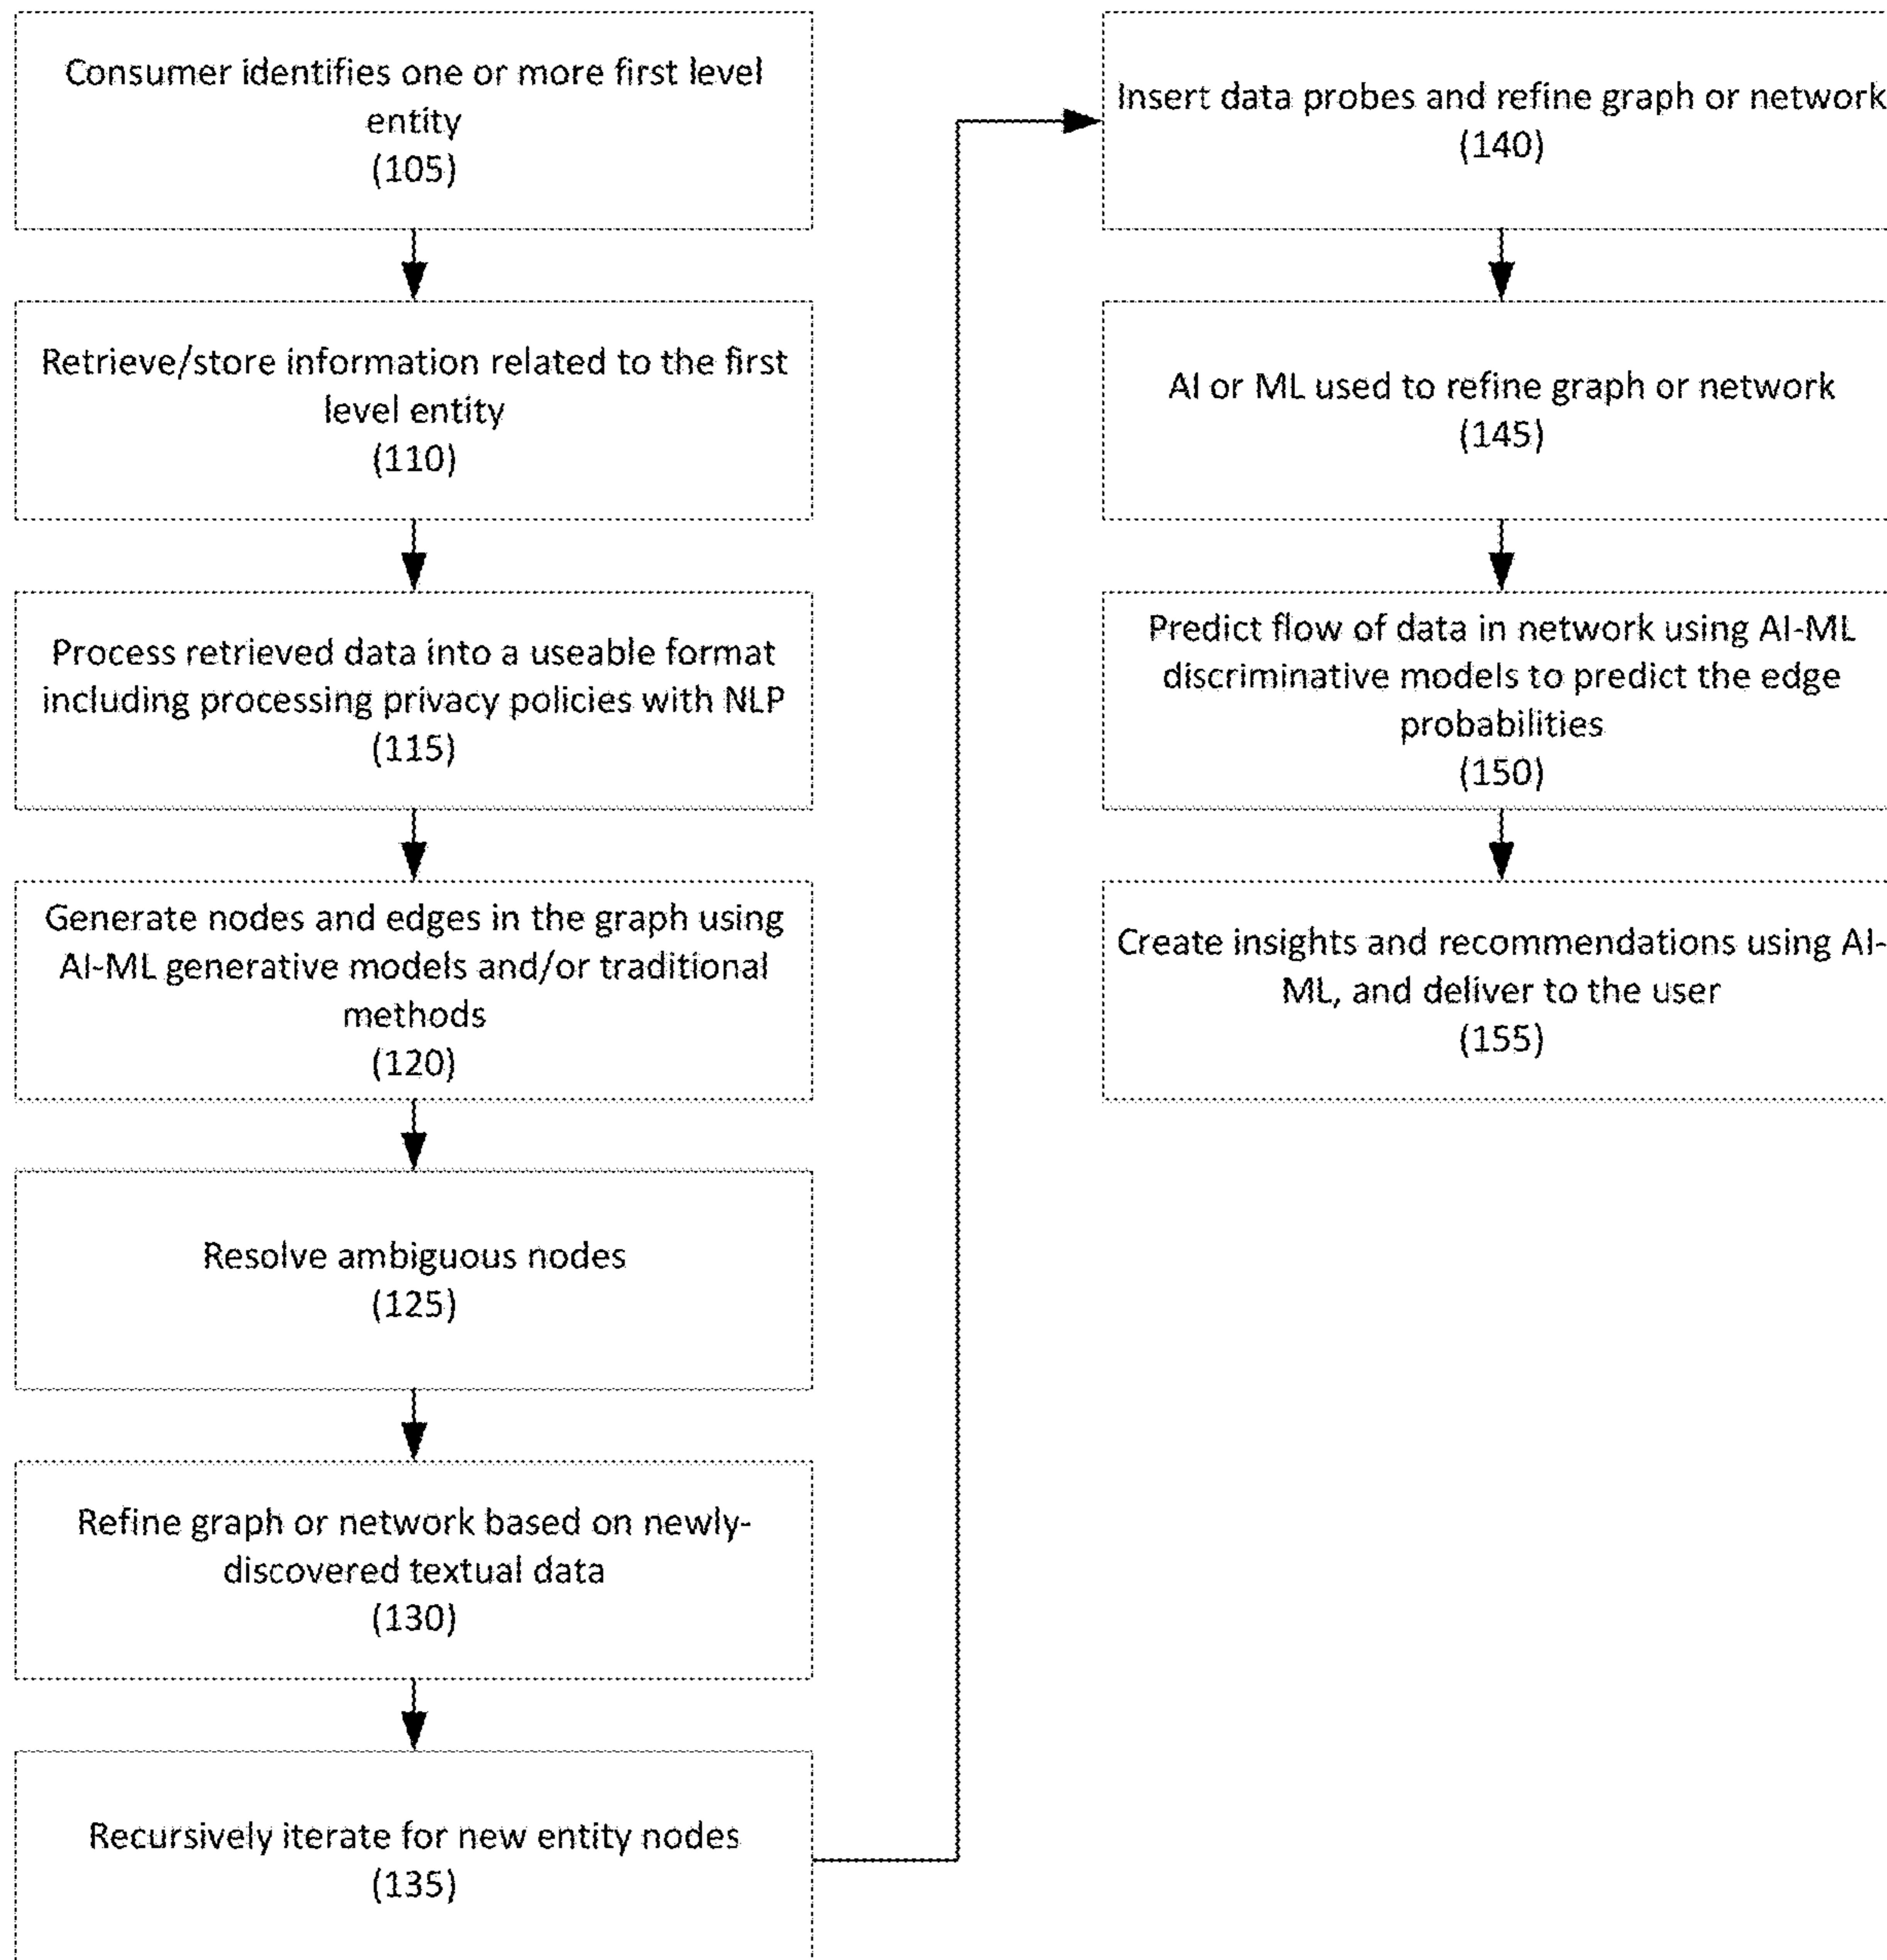 Consumer identifies one or more first level
entity
(105)
Retrieve/store information related to the first
level entity
(110)
Process retrieved data into a useable format
including processing privacy policies with NLP
(115)
Generate nodes and edges in the graph using
AI-ML generative models and/or traditional
methods
(120)
Resolve ambiguous nodes
(125)
Refine graph or network based on newly-
discovered textual data
(130)
Recursively iterate for new entity nodes
(135)
Insert data probes and refine graph or network
(140)
AI or ML used to refine graph or network
(145)
Predict flow of data in network using AI-ML
discriminative models to predict the edge
probabilities
(150)
Create insights and recommendations using AI-
ML, and deliver to the user
(155)